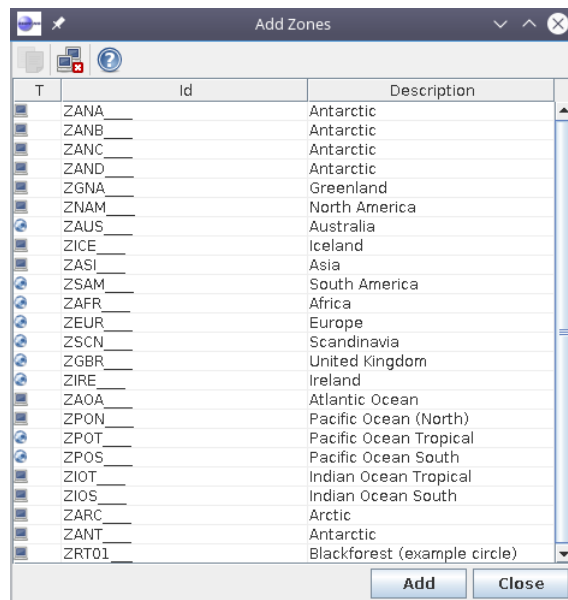 Add Zones
T Id Description
ZANA___ Antarctic
ZANB___ Antarctic
ZANC___ Antarctic
ZAND___ Antarctic
ZGNA___ Greenland
ZNAM___ North America
ZAUS___ Australia
ZICE___ Iceland
ZASI___ Asia
ZSAM___ South America
ZAFR___ Africa
ZEUR___ Europe
ZSCN___ Scandinavia
ZGBR___ United Kingdom
ZIRE___ Ireland
ZAOA___ Atlantic Ocean
ZPON___ Pacific Ocean (North)
ZPOT___ Pacific Ocean Tropical
ZPOS___ Pacific Ocean South
ZIOT___ Indian Ocean Tropical
ZIOS___ Indian Ocean South
ZARC___ Arctic
ZANT___ Antarctic
ZRT01__ Blackforest (example circle)
Add Close